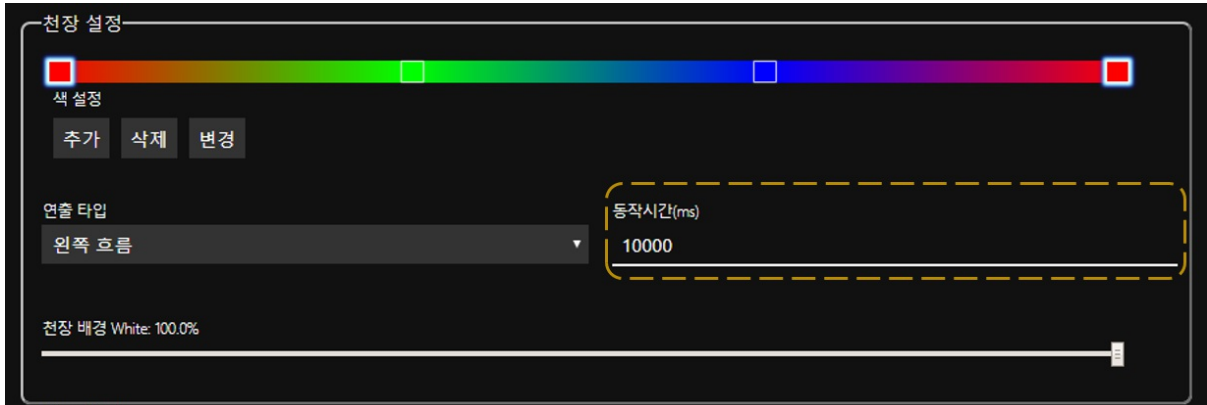 천장 설정
색 설정
추가 삭제 변경
연출 타입
왼쪽 흐름
동작시간(ms)
10000
천장 배경 White: 100.0%